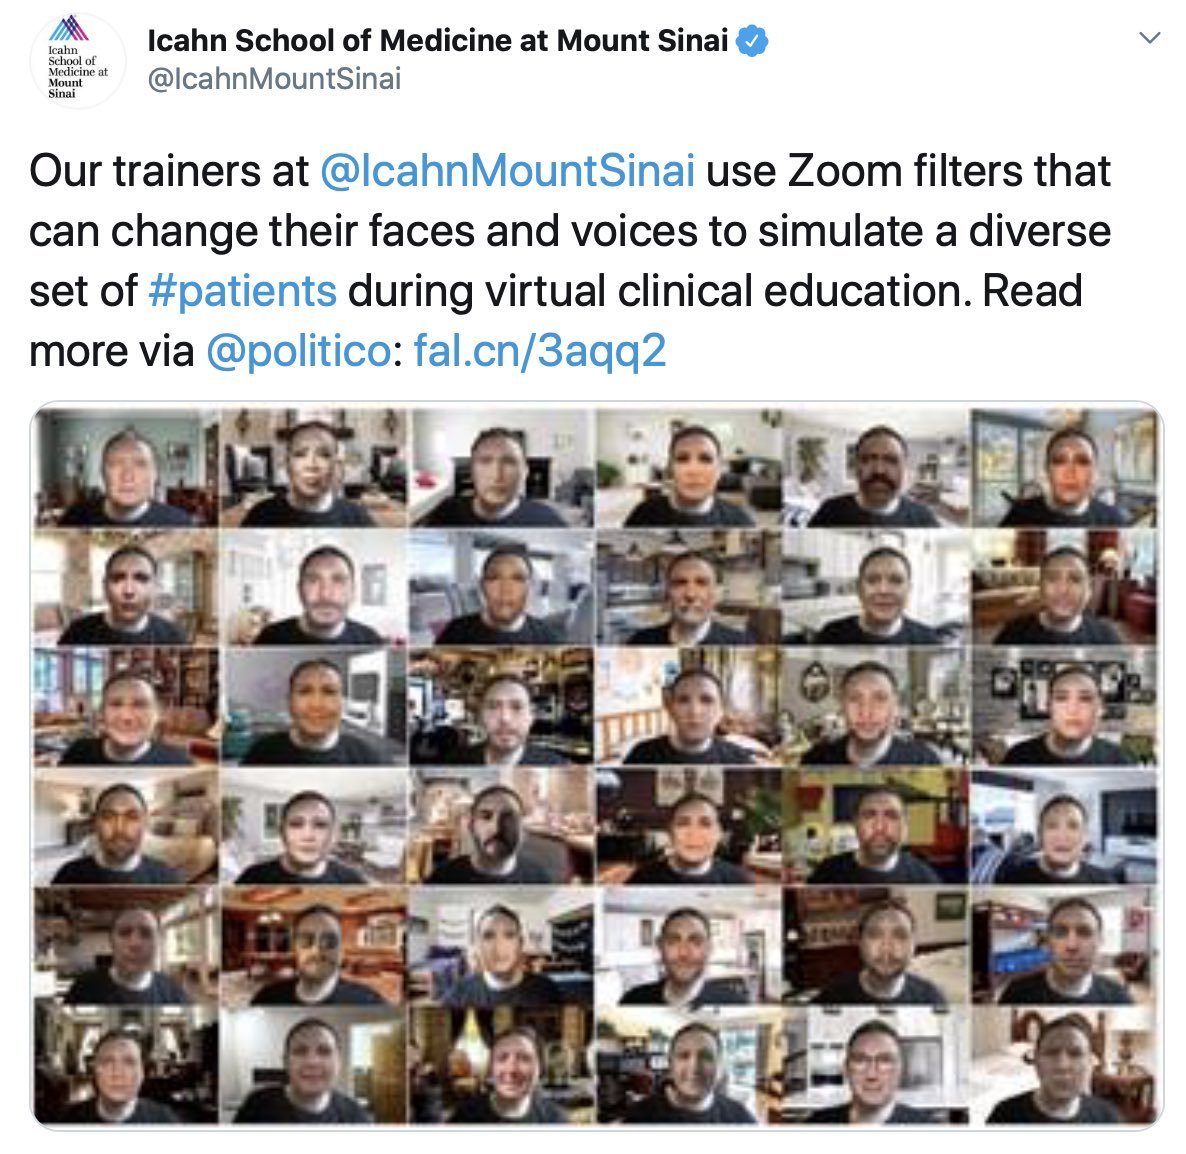 Icahn
School of
Medicine at
Mount
Sinai
Icahn School of Medicine at Mount Sinai
@IcahnMountSinai
Our trainers at @IcahnMountSinai use Zoom filters that
can change their faces and voices to simulate a diverse
set of #patients during virtual clinical education. Read
more via @politico: fal.cn/3aqq2